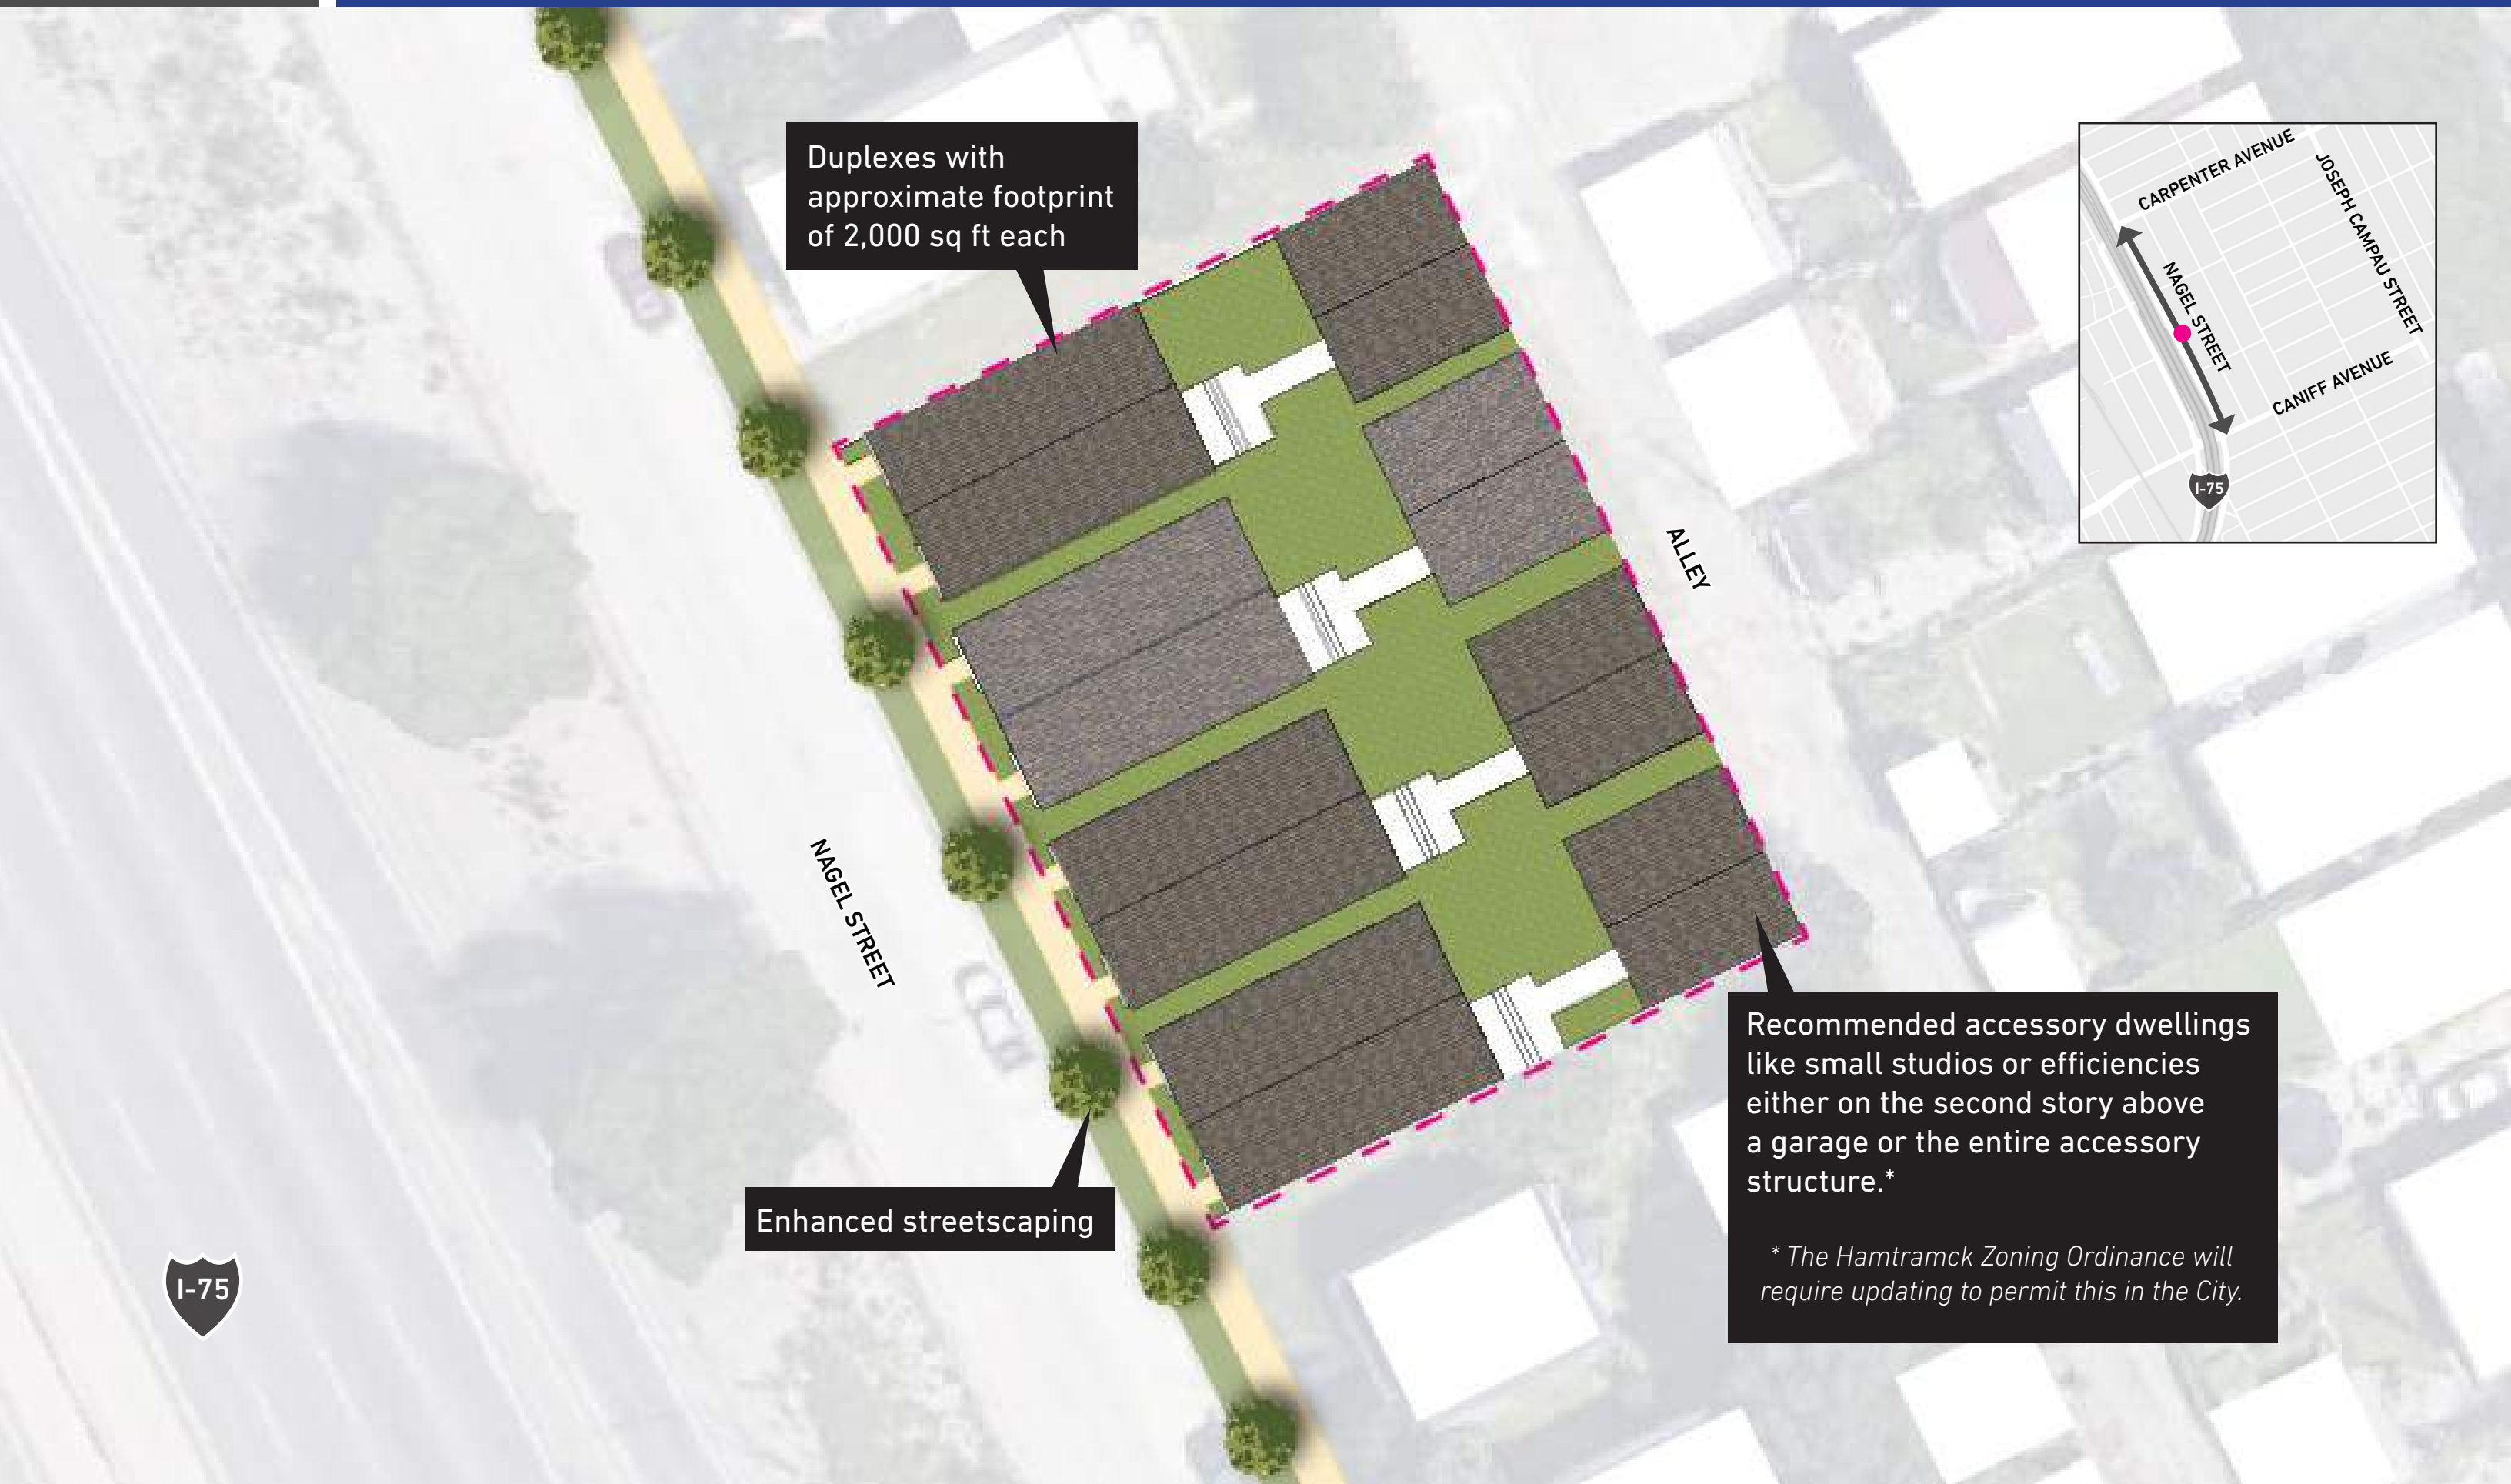 Duplexes with
approximate footprint
of 2,000 sq ft each
CARPENTER AVENUE
JOSEPH CAMPAU STREET
NAGEL STREET
CANIFF AVENUE
I-75
ALLEY
NAGEL STREET
Recommended accessory dwellings
like small studios or efficiencies
either on the second story above
a garage or the entire accessory
structure.*
* The Hamtramck Zoning Ordinance will
require updating to permit this in the City.
Enhanced streetscaping
I-75